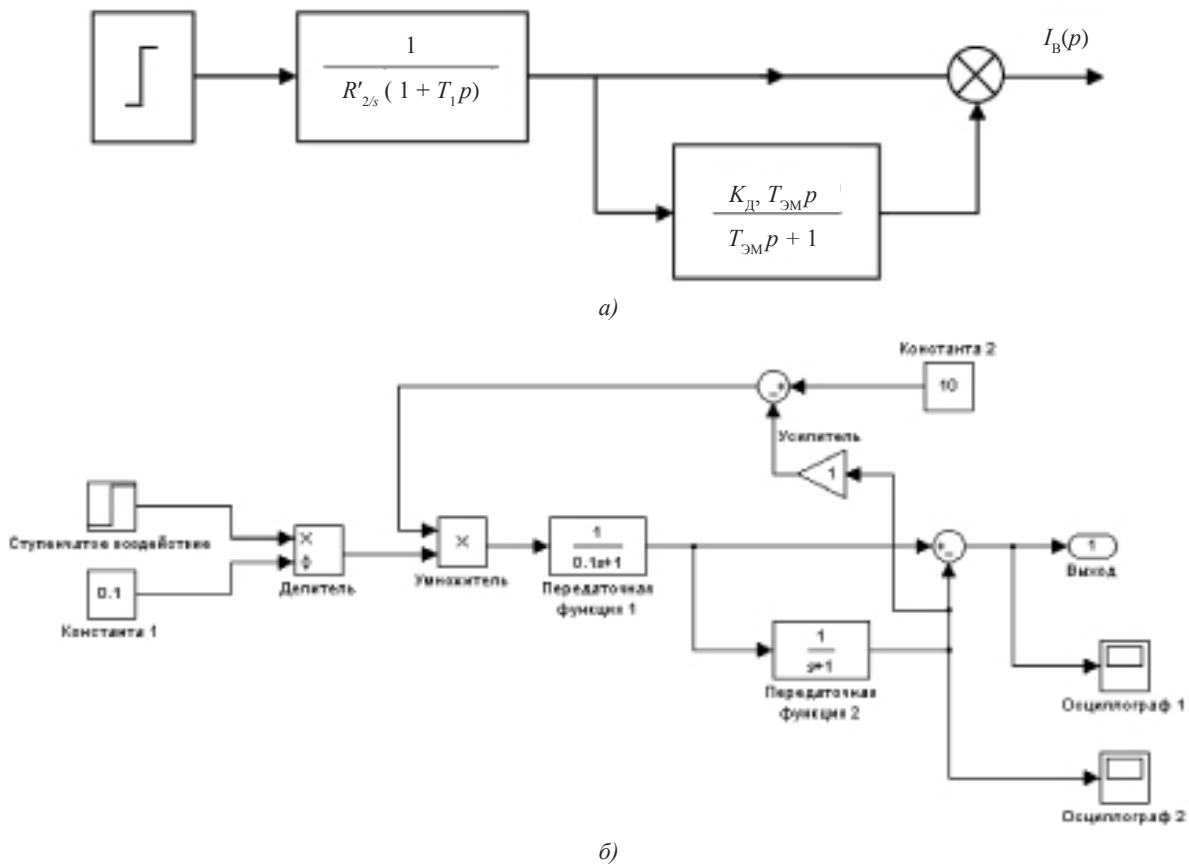 1
R'2/s ( 1 + T1p)
IВ(p)
KД, TЭМp
TЭМp + 1
а)
Константа 2
10
Усилитель
1
Ступенчатое воздействие
0.1
Константа 1
×
÷
Делитель
×
Умножитель
1
0.1s+1
Передаточная
функция 1
+
-
1
s+1
Передаточная
функция 2
+
-
1
Выход
Осциллограф 1
Осциллограф 2
б)